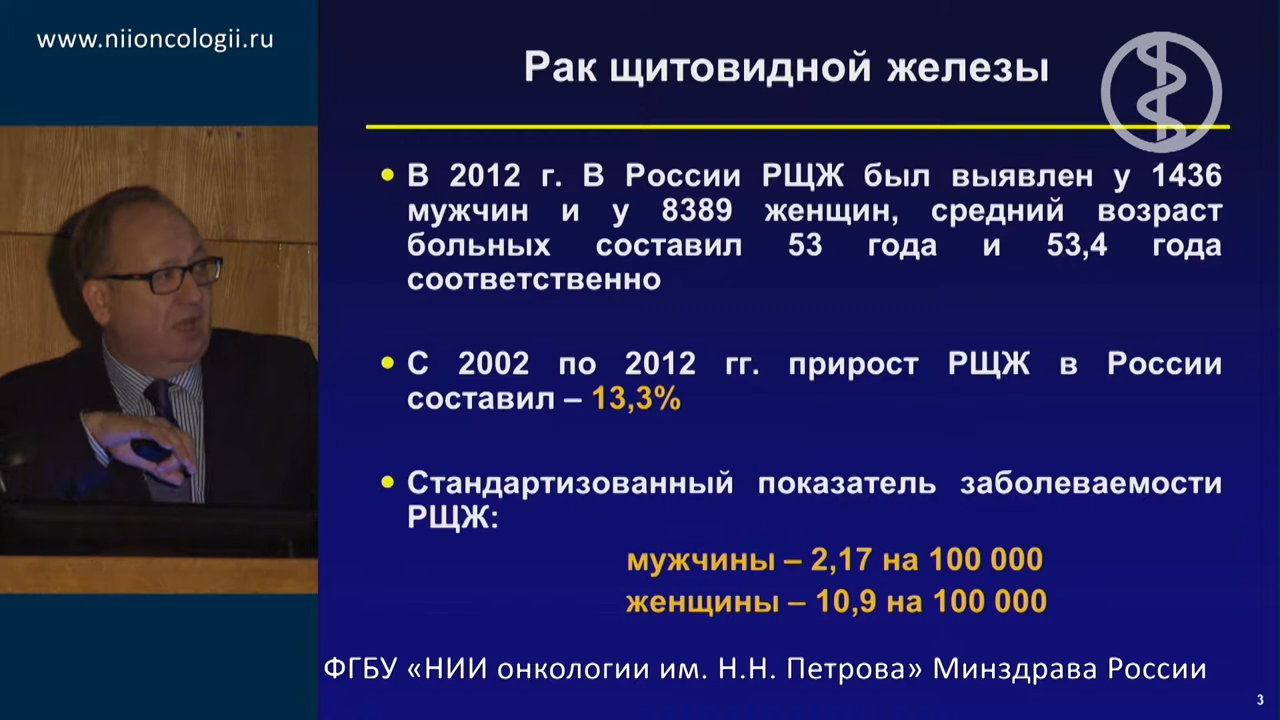 www.niioncologii.ru
Рак щитовидной железы
• В 2012 г. В России РЩЖ был выявлен у 1436
мужчин и у 8389 женщин, средний возраст
больных составил 53 года и 53,4 года
соответственно
• С 2002 по 2012 гг. прирост РЩЖ в России
составил – 13,3%
• Стандартизованный показатель заболеваемости
РЩЖ:
мужчины – 2,17 на 100 000
женщины – 10,9 на 100 000
ФГБУ «НИИ онкологии им. Н.Н. Петрова» Минздрава России
3